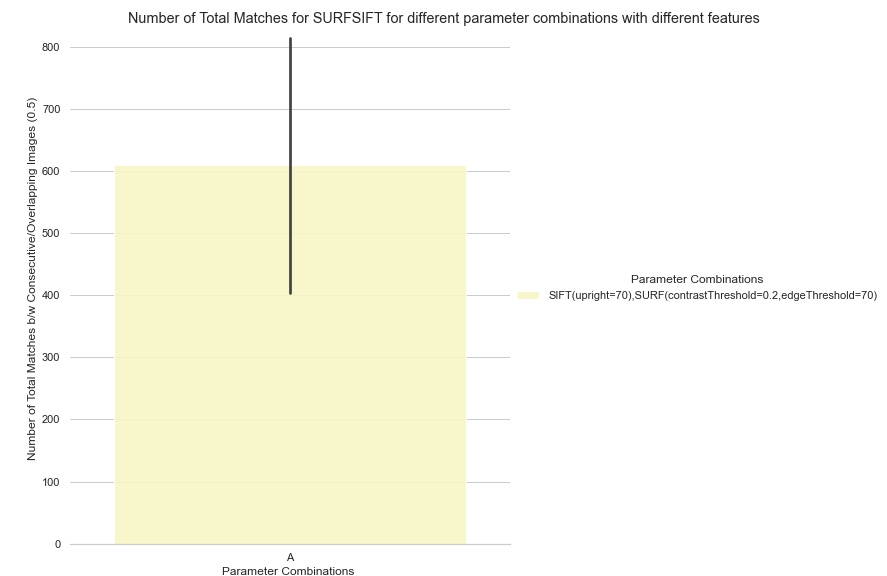 Number of Total Matches for SURFSIFT for different parameter combinations with different features
Number of Total Matches b/w Consecutive/Overlapping Images (0.5)
800
700
600
500
400
300
200
100
0
A
Parameter Combinations
Parameter Combinations
SIFT(upright=70),SURF(contrastThreshold=0.2,edgeThreshold=70)